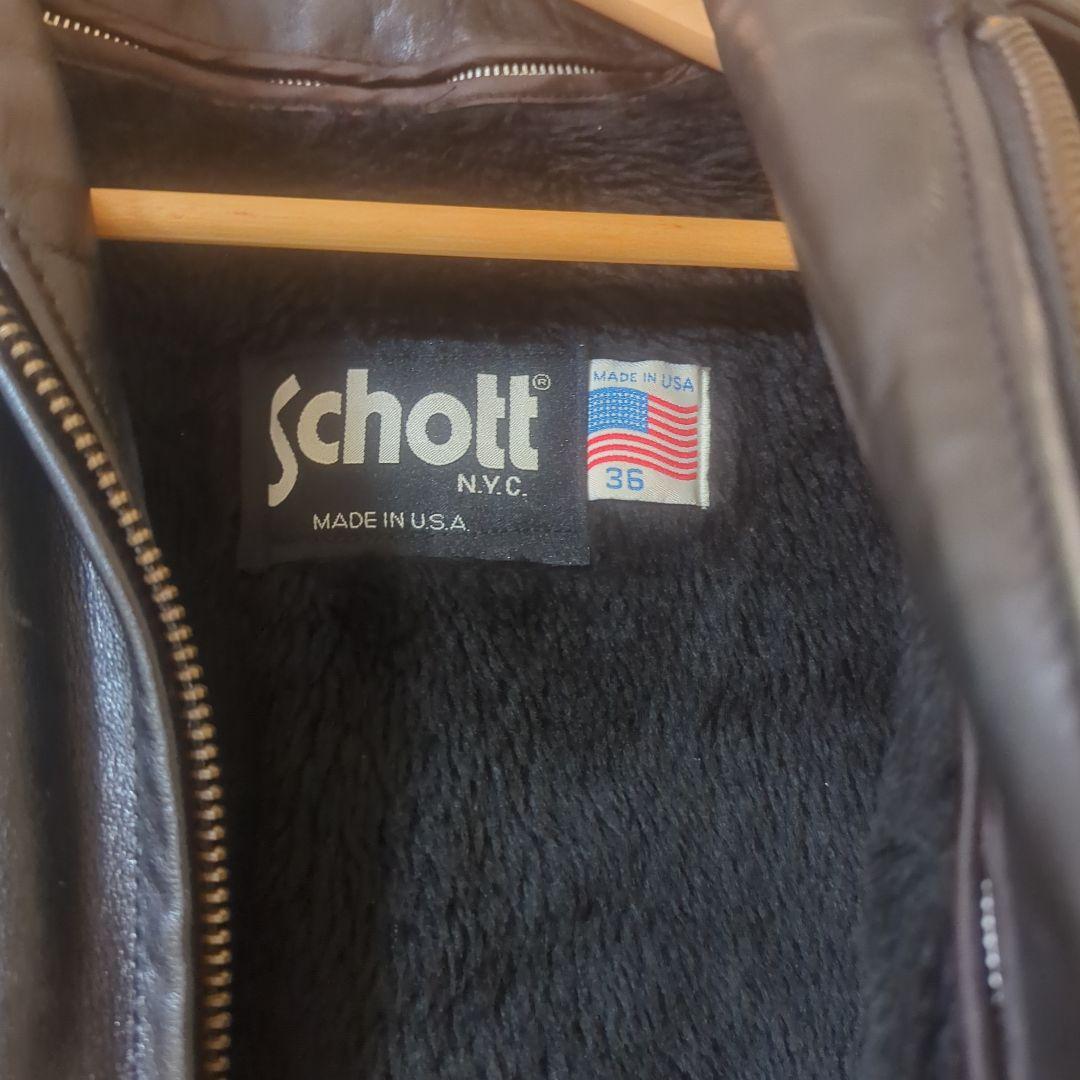 Schott®
N.Y.C.
MADE IN U.S.A.
MADE IN USA
36